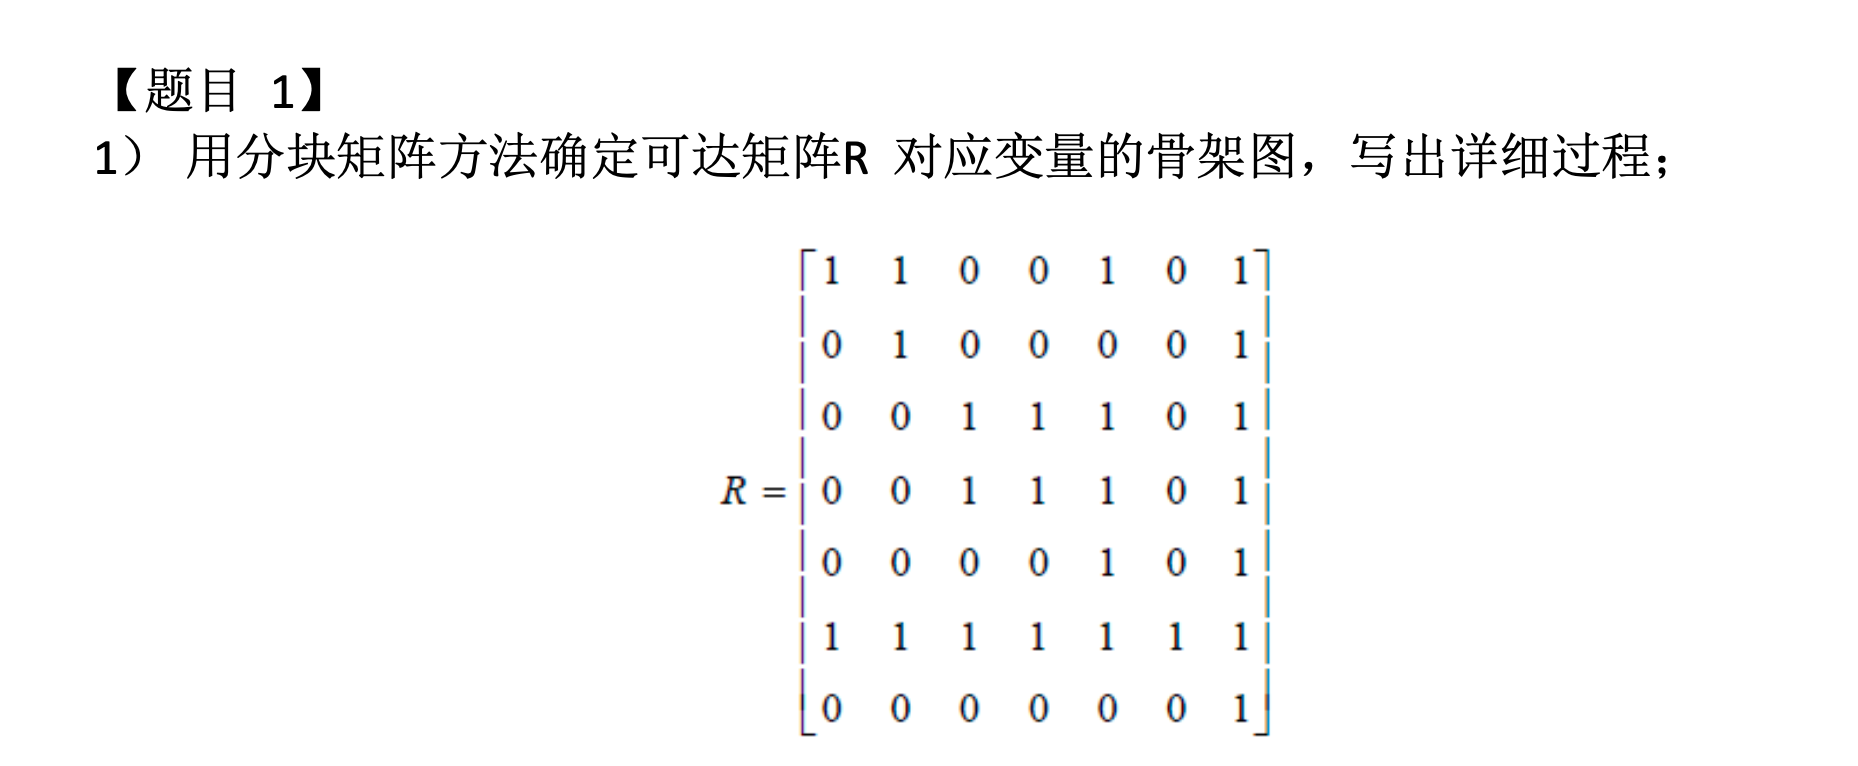 【题目 1】
1） 用分块矩阵方法确定可达矩阵R 对应变量的骨架图，写出详细过程；
1 1 0 0 1 0 1
0 1 0 0 0 0 1
0 0 1 1 1 0 1
R = 0 0 1 1 1 0 1
0 0 0 0 1 0 1
1 1 1 1 1 1 1
0 0 0 0 0 0 1